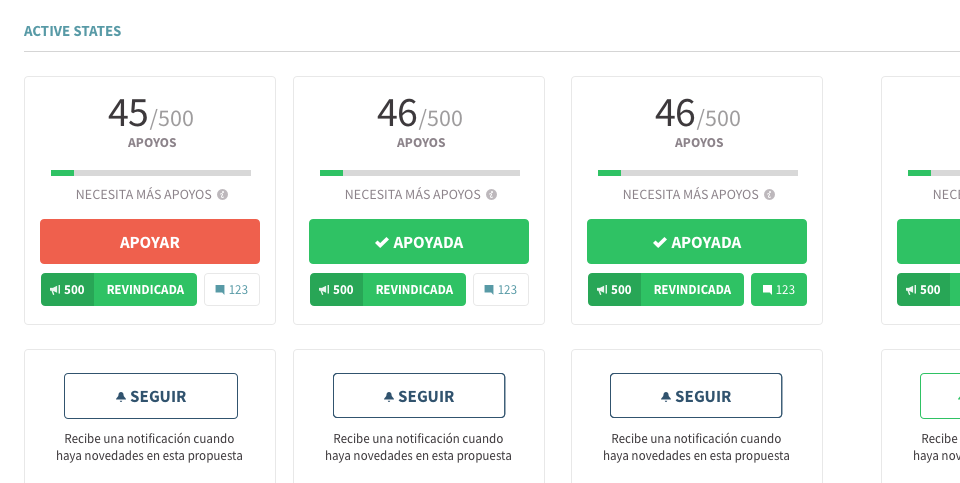 ACTIVE STATES
45/500
APOYOS
NECESITA MÁS APOYOS
APOYAR
500 REVINDICADA 123
46/500
APOYOS
NECESITA MÁS APOYOS
APOYADA
500 REVINDICADA 123
46/500
APOYOS
NECESITA MÁS APOYOS
APOYADA
500 REVINDICADA 123
NECE
500
SEGUIR
Recibe una notificación cuando
haya novedades en esta propuesta
SEGUIR
Recibe una notificación cuando
haya novedades en esta propuesta
SEGUIR
Recibe una notificación cuando
haya novedades en esta propuesta
Recibe
haya nov